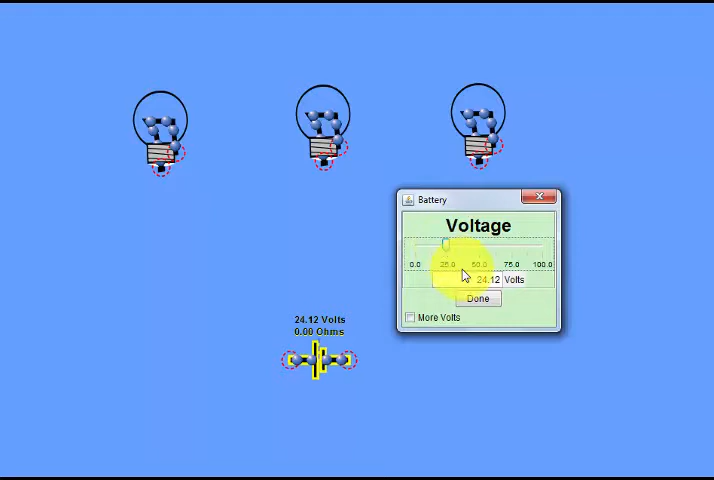 Battery
Voltage
0.0 25.0 50.0 75.0 100.0
24.12 Volts
Done
More Volts
24.12 Volts
0.00 Ohms